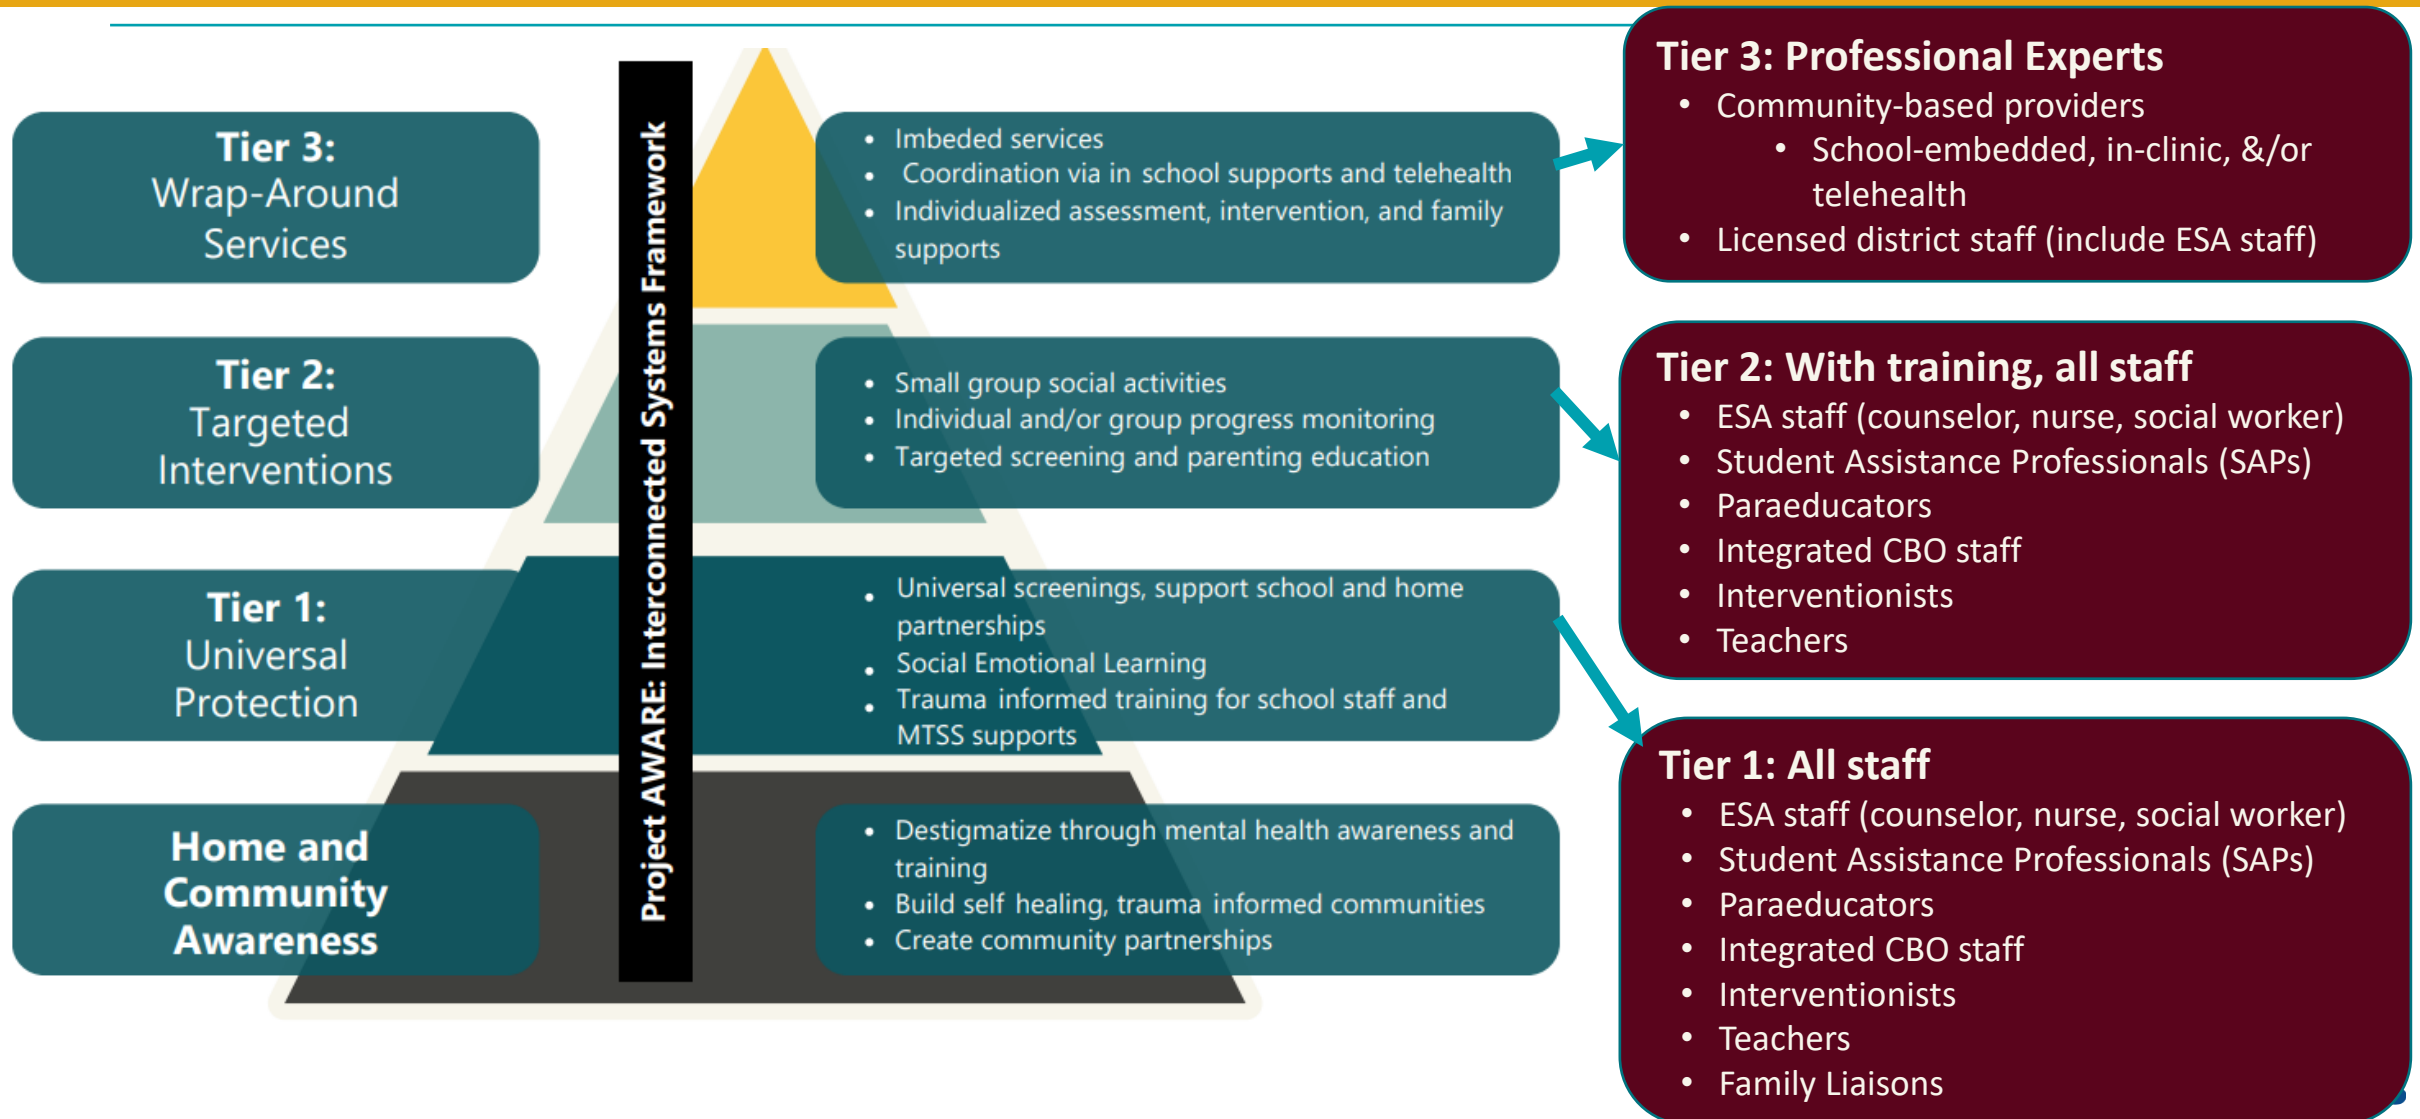 Tier 3:
Wrap-Around
Services
Tier 2:
Targeted
Interventions
Tier 1:
Universal
Protection
Home and
Community
Awareness
Project AWARE: Interconnected Systems Framework
• Imbeded services
• Coordination via in school supports and telehealth
• Individualized assessment, intervention, and family
supports
• Small group social activities
• Individual and/or group progress monitoring
• Targeted screening and parenting education
• Universal screenings, support school and home
partnerships
• Social Emotional Learning
• Trauma informed training for school staff and
MTSS supports
• Destigmatize through mental health awareness and
training
• Build self healing, trauma informed communities
• Create community partnerships
Tier 3: Professional Experts
• Community-based providers
• School-embedded, in-clinic, &/or
telehealth
• Licensed district staff (include ESA staff)
Tier 2: With training, all staff
• ESA staff (counselor, nurse, social worker)
• Student Assistance Professionals (SAPs)
• Paraeducators
• Integrated CBO staff
• Interventionists
• Teachers
Tier 1: All staff
• ESA staff (counselor, nurse, social worker)
• Student Assistance Professionals (SAPs)
• Paraeducators
• Integrated CBO staff
• Interventionists
• Teachers
• Family Liaisons